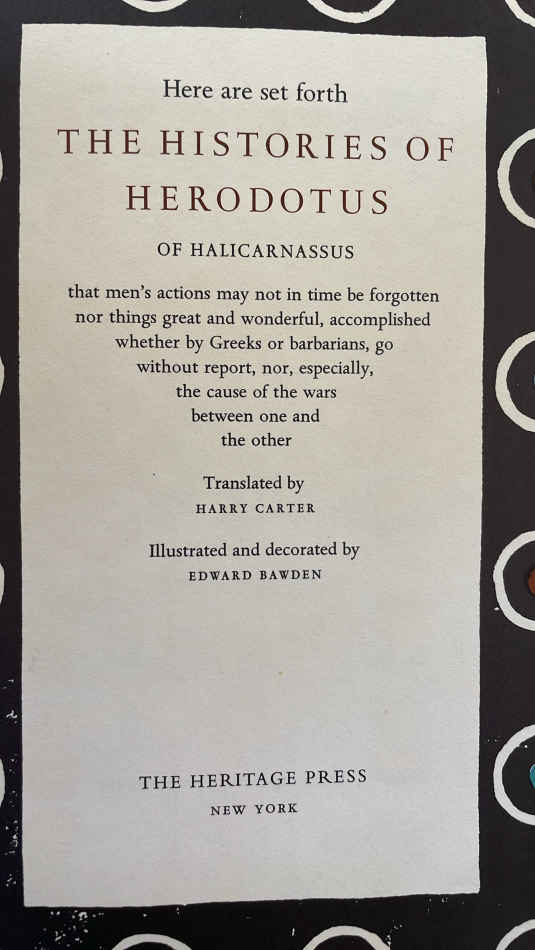 Here are set forth
THE HISTORIES OF
HERODOTUS
OF HALICARNASSUS
that men's actions may not in time be forgotten
nor things great and wonderful, accomplished
whether by Greeks or barbarians, go
without report, nor, especially,
the cause of the wars
between one and
the other
Translated by
HARRY CARTER
Illustrated and decorated by
EDWARD BAWDEN
THE HERITAGE PRESS
NEW YORK